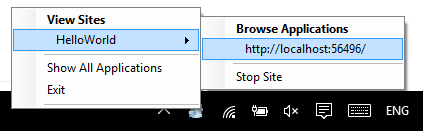 View Sites
HelloWorld
Show All Applications
Exit
Browse Applications
http://localhost:56496/
Stop Site
ENG